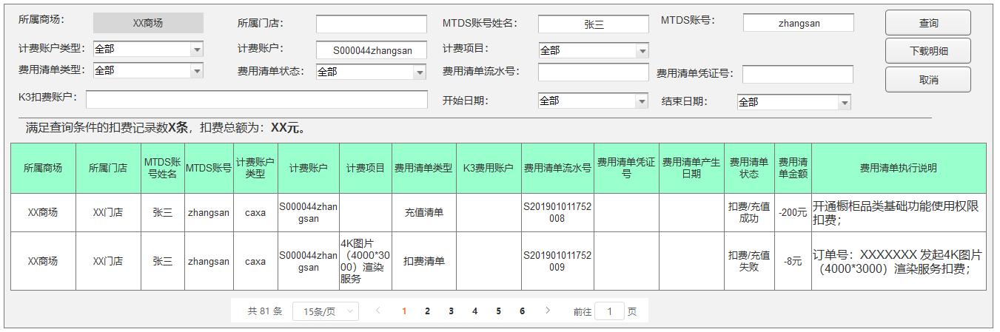 所属商场： XX商场 所属门店： MTDS账号姓名： 张三 MTDS账号： zhangsan 查询
计费账户类型： 全部 计费账户： S000044zhangsan 计费项目： 全部 下载明细
费用清单类型： 全部 费用清单状态： 全部 费用清单流水号： 费用清单凭证号： 取消
K3扣费账户： 开始日期： 全部 结束日期： 全部
满足查询条件的扣费记录数X条，扣费总额为：XX元。
所属商场 所属门店 MTDS账号姓名 MTDS账号 计费账户类型 计费账户 计费项目 费用清单类型 K3费用账户 费用清单流水号 费用清单凭证号 费用清单产生日期 费用清单状态 费用清单金额 费用清单执行说明
XX商场 XX门店 张三 zhangsan caxa S000044zhangsan 充值清单 S201901011752008 扣费/充值成功 -200元 开通橱柜品类基础功能使用权限扣费；
XX商场 XX门店 张三 zhangsan caxa S000044zhangsan 4K图片（4000*3000）渲染服务 扣费清单 S201901011752009 扣费/充值失败 -8元 订单号：XXXXXXX 发起4K图片（4000*3000）渲染服务扣费；
共 81 条 15条/页 < 1 2 3 4 5 6 > 前往 1 页